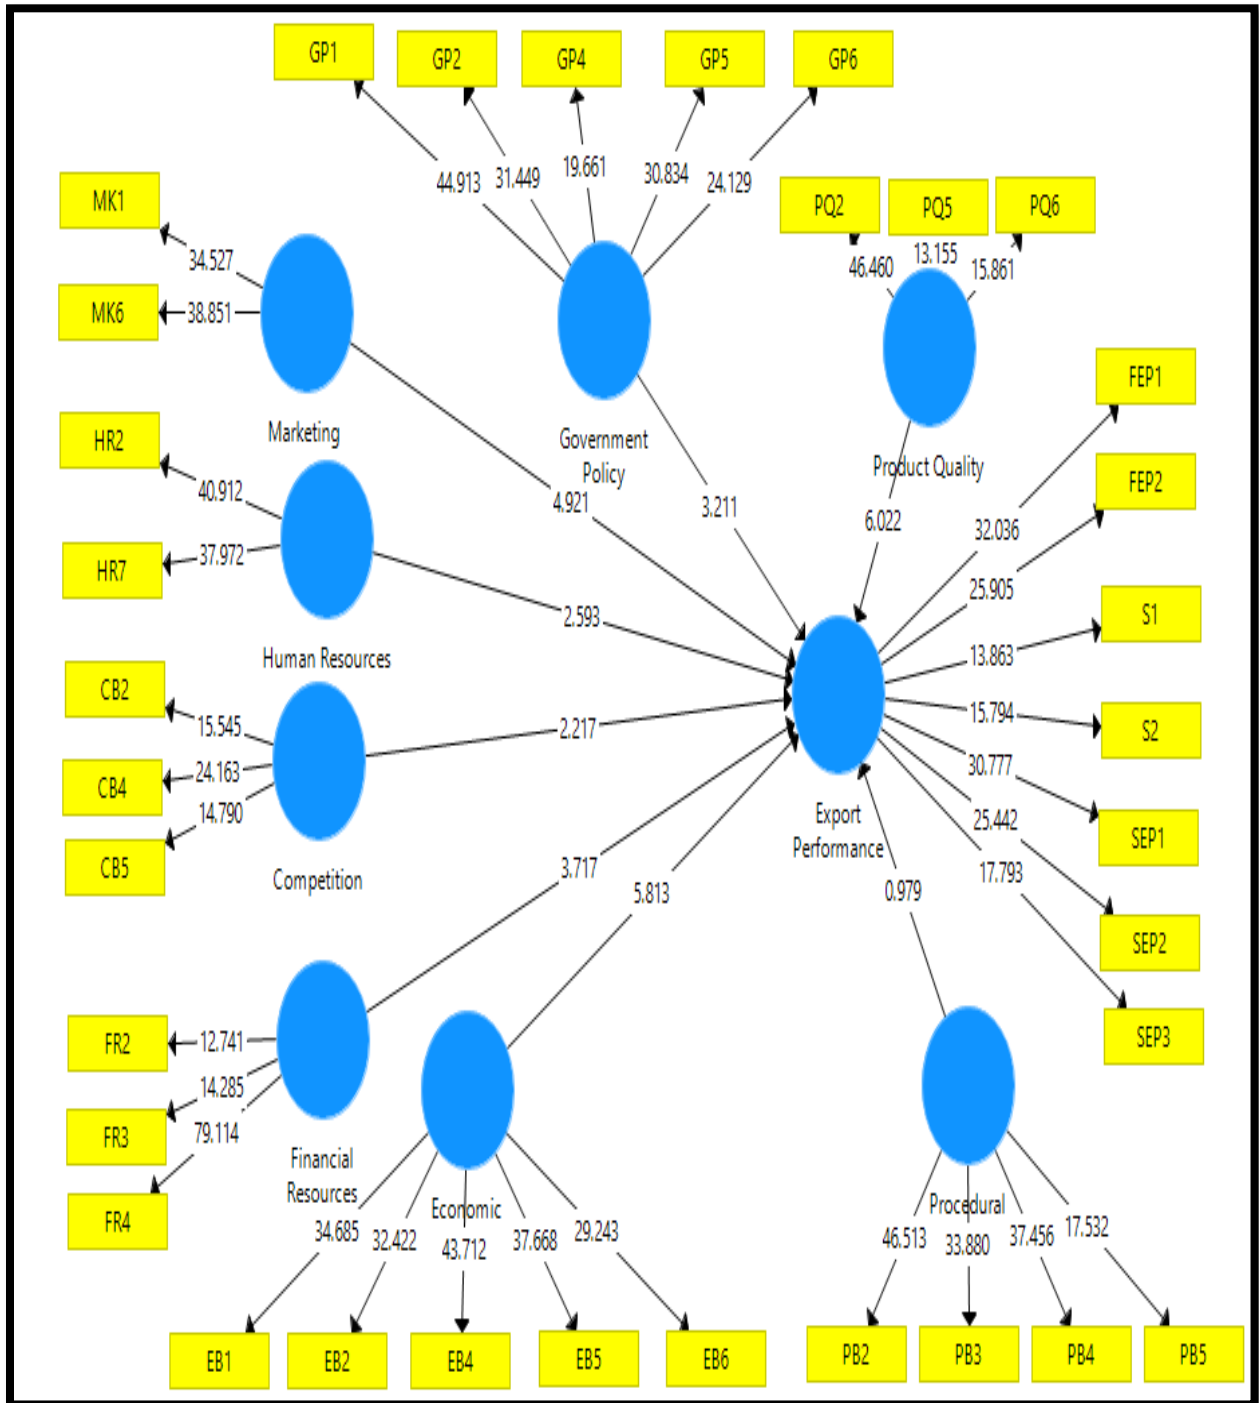 GP1
GP2
GP4
GP5
GP6
44.913
31.449
19.661
30.834
24.129
MK1
MK6
34.527
38.851
Marketing
Government
Policy
PQ2
PQ5
PQ6
46.460
13.155
15.861
Product Quality
HR2
HR7
40.912
37.972
Human Resources
4.921
3.211
6.022
2.593
2.217
3.717
5.813
0.979
CB2
CB4
CB5
15.545
24.163
14.790
Competition
Export
Performance
FEP1
FEP2
S1
S2
SEP1
SEP2
SEP3
32.036
25.905
13.863
15.794
30.777
25.442
17.793
FR2
FR3
FR4
12.741
14.285
79.114
Financial
Resources
Economic
34.685
32.422
43.712
37.668
29.243
EB1
EB2
EB4
EB5
EB6
Procedural
46.513
33.880
37.456
17.532
PB2
PB3
PB4
PB5